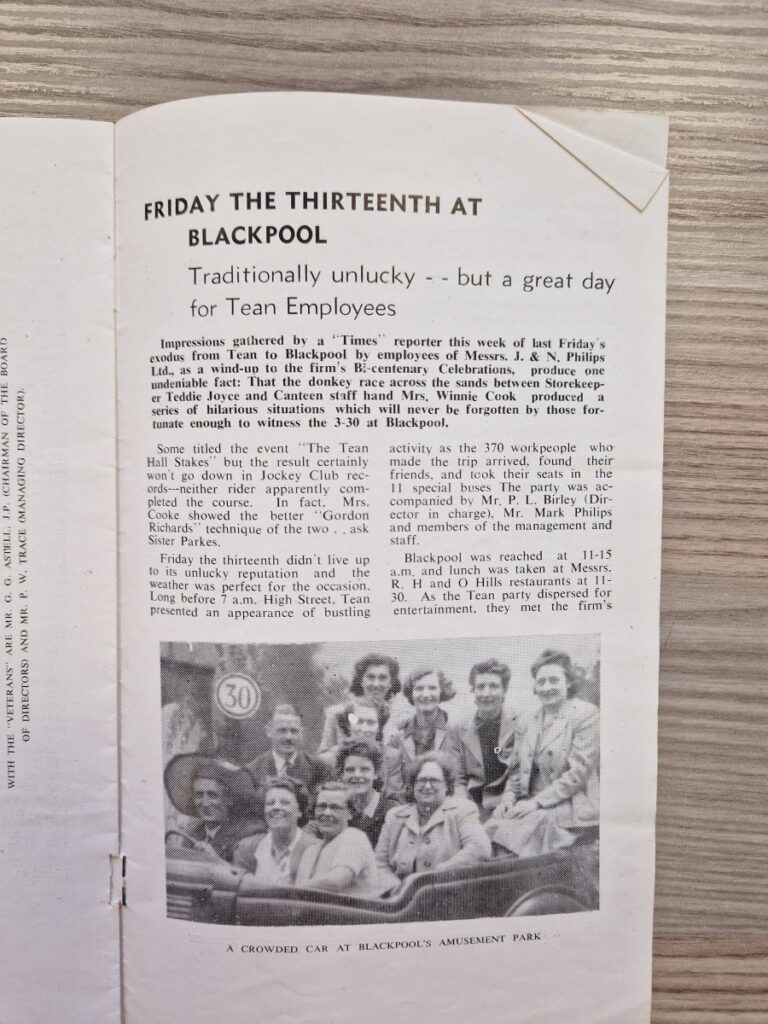 WITH THE "VETERANS" ARE MR. G. G. ASTELL, J.P. (CHAIRMAN OF THE BOARD
OF DIRECTORS) AND MR. P. W. TRACE (MANAGING DIRECTOR).
FRIDAY THE THIRTEENTH AT
BLACKPOOL
Traditionally unlucky - - but a great day
for Tean Employees
Impressions gathered by a "Times" reporter this week of last Friday's
exodus from Tean to Blackpool by employees of Messrs. J. & N. Philips
Ltd., as a wind-up to the firm's Bi-centenary Celebrations, produce one
undeniable fact: That the donkey race across the sands between Storekeep-
er Teddie Joyce and Canteen staff hand Mrs. Winnie Cook produced a
series of hilarious situations which will never be forgotten by those for-
tunate enough to witness the 3-30 at Blackpool.
Some titled the event "The Tean
Hall Stakes" but the result certainly
won't go down in Jockey Club rec-
ords---neither rider apparently com-
pleted the course. In fact, Mrs.
Cooke showed the better "Gordon
Richards" technique of the two . . ask
Sister Parkes.
Friday the thirteenth didn't live up
to its unlucky reputation and the
weather was perfect for the occasion.
Long before 7 a.m. High Street, Tean
presented an appearance of bustling
activity as the 370 workpeople who
made the trip arrived, found their
friends, and took their seats in the
11 special buses The party was ac-
companied by Mr. P. L. Birley (Dir-
ector in charge), Mr. Mark Philips
and members of the management and
staff.
Blackpool was reached at 11-15
a.m. and lunch was taken at Messrs.
R. H and O Hills restaurants at 11-
30. As the Tean party dispersed for
entertainment, they met the firm's
30
A CROWDED CAR AT BLACKPOOL'S AMUSEMENT PARK